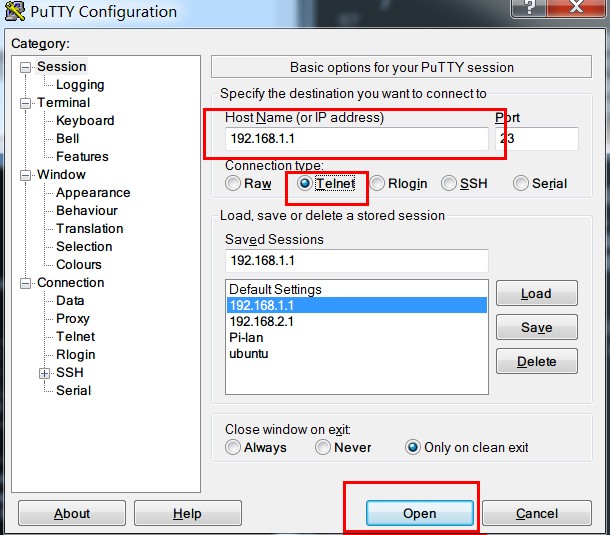 PuTTY Configuration
Category:
Session
Logging
Terminal
Keyboard
Bell
Features
Window
Appearance
Behaviour
Translation
Selection
Colours
Connection
Data
Proxy
Telnet
Rlogin
SSH
Serial
Basic options for your PuTTY session
Specify the destination you want to connect to
Host Name (or IP address) Port
192.168.1.1 23
Connection type:
Raw Telnet Rlogin SSH Serial
Load, save or delete a stored session
Saved Sessions
192.168.1.1
Default Settings
192.168.1.1
192.168.2.1
Pi-lan
ubuntu
Load
Save
Delete
Close window on exit:
Always Never Only on clean exit
About Help Open Cancel